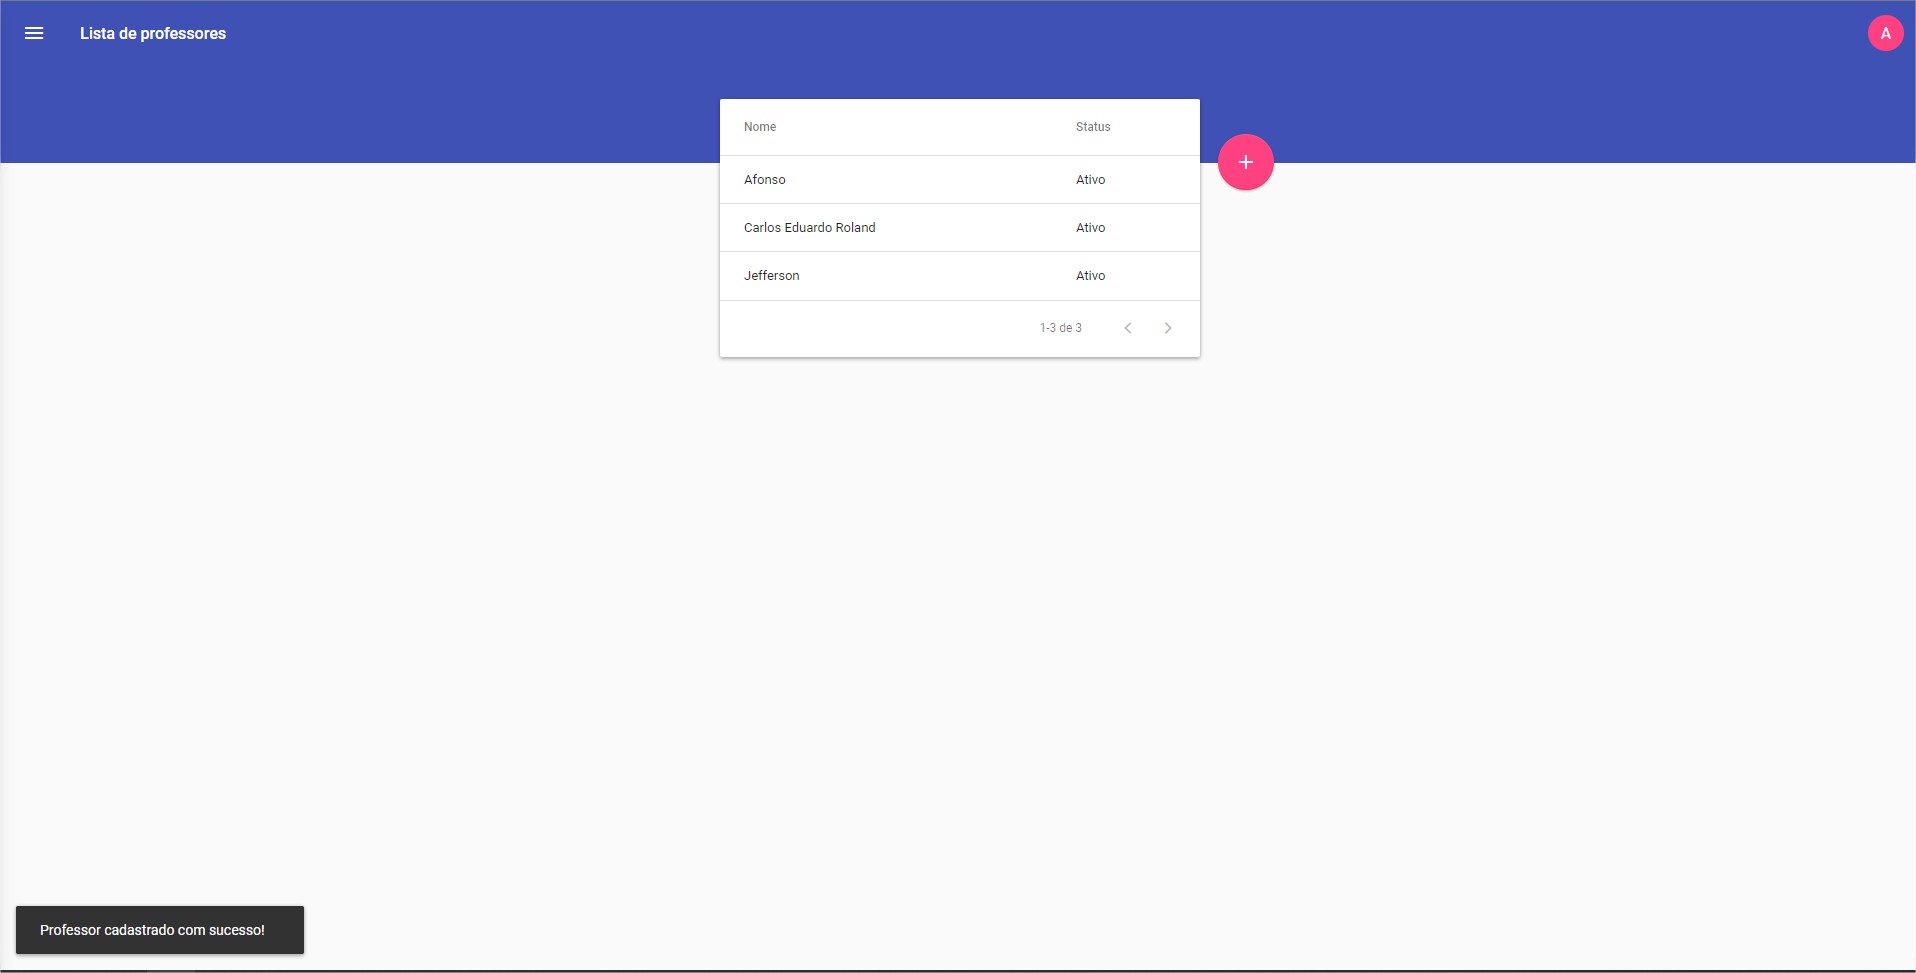 Lista de professores
A
Nome Status
Afonso Ativo
Carlos Eduardo Roland Ativo
Jefferson Ativo
1-3 de 3
Professor cadastrado com sucesso!